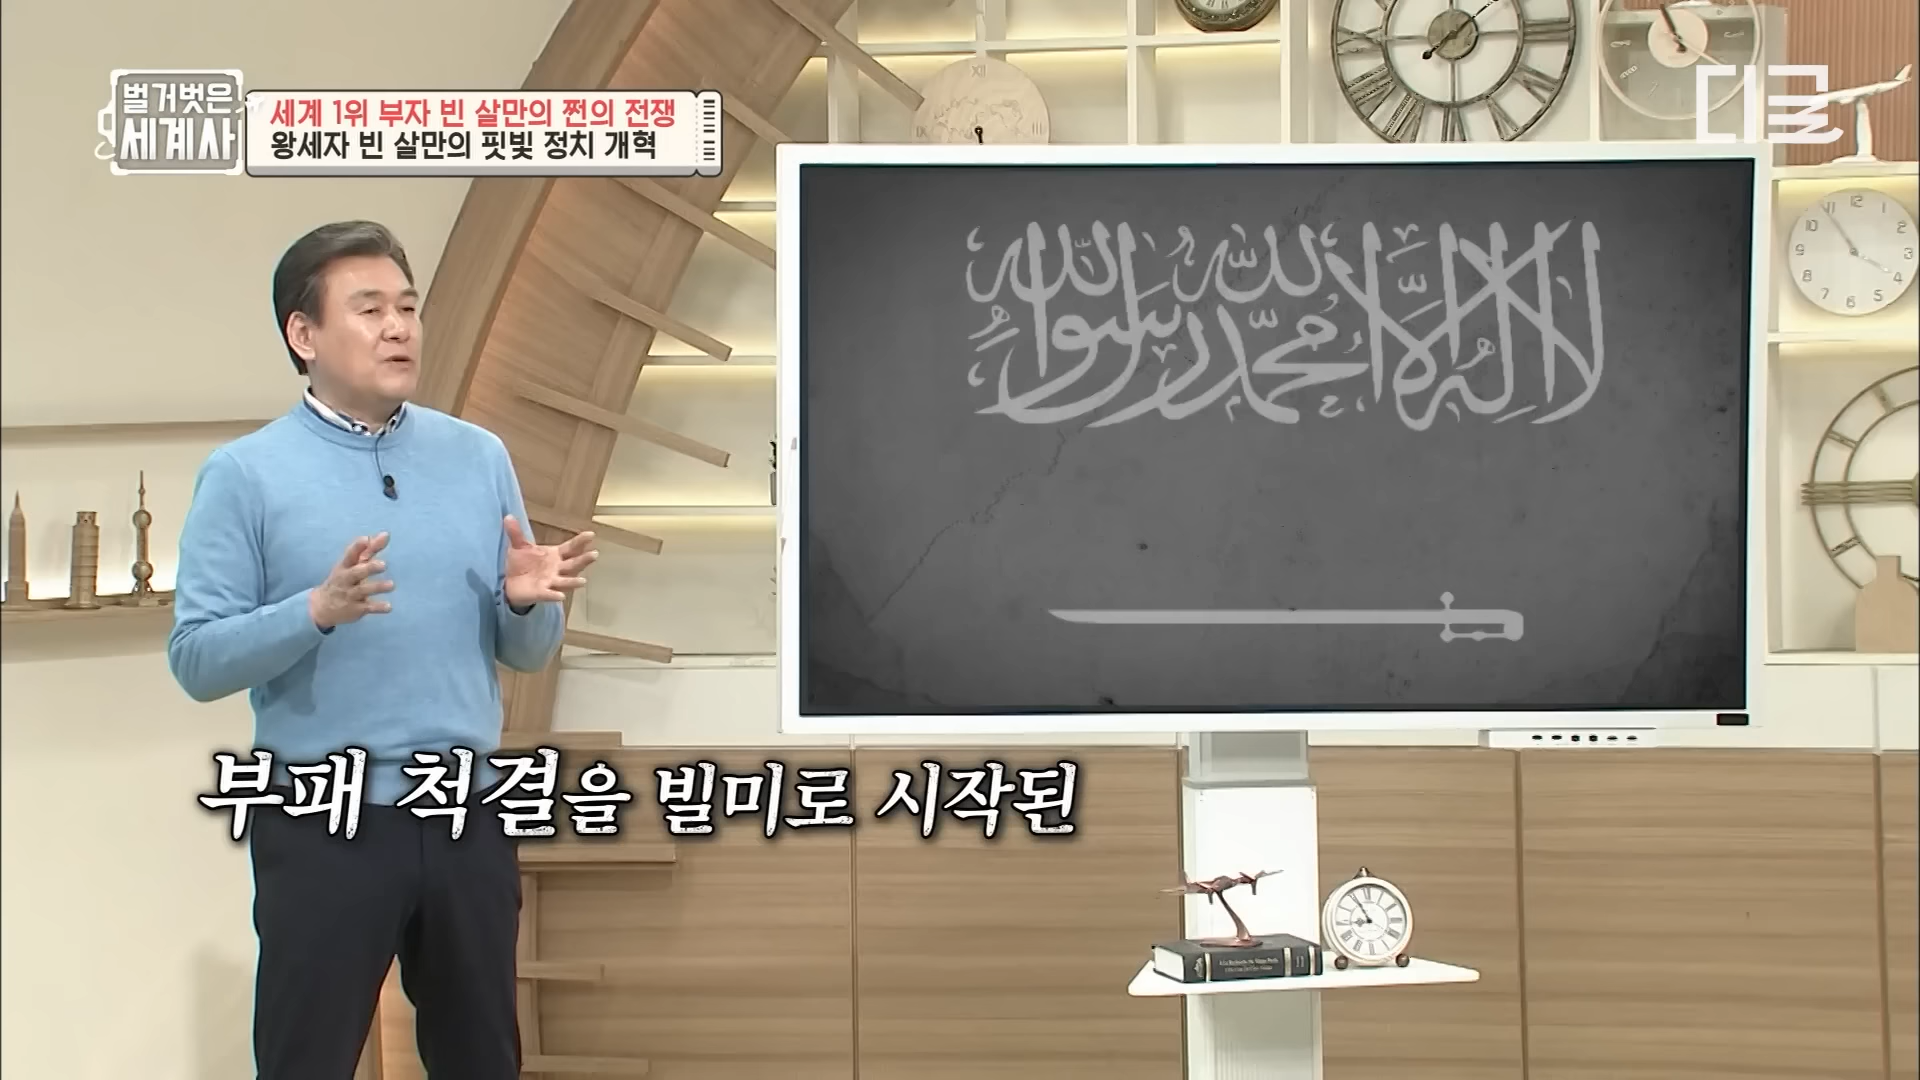 벌거벗은
세계사
세계 1위 부자 빈 살만의 쩐의 전쟁
왕세자 빈 살만의 핏빛 정치 개혁
디글
لا إله إلا الله محمد رسول الله
부패 척결을 빌미로 시작된